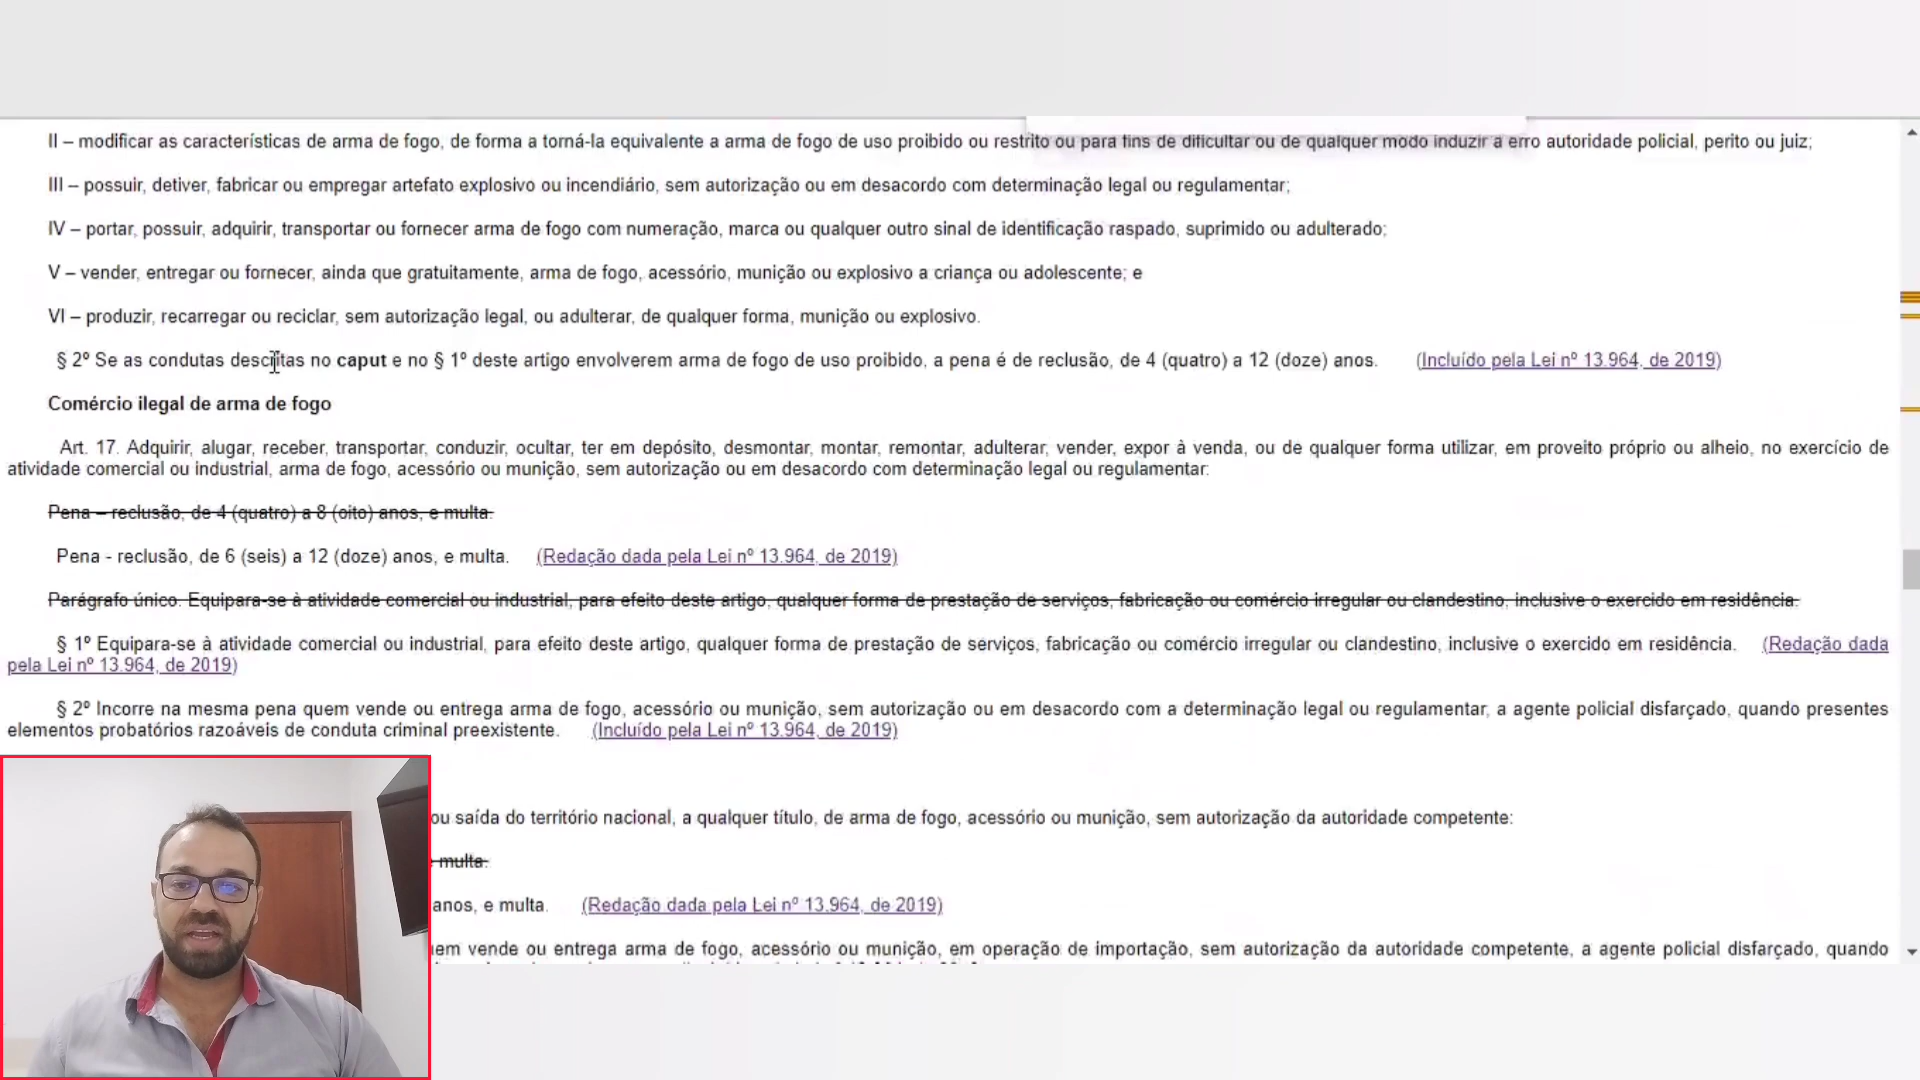 II – modificar as características de arma de fogo, de forma a torná-la equivalente a arma de fogo de uso proibido ou restrito ou para fins de dificultar ou de qualquer modo induzir a erro autoridade policial, perito ou juiz;
III – possuir, detiver, fabricar ou empregar artefato explosivo ou incendiário, sem autorização ou em desacordo com determinação legal ou regulamentar;
IV – portar, possuir, adquirir, transportar ou fornecer arma de fogo com numeração, marca ou qualquer outro sinal de identificação raspado, suprimido ou adulterado;
V – vender, entregar ou fornecer, ainda que gratuitamente, arma de fogo, acessório, munição ou explosivo a criança ou adolescente; e
VI – produzir, recarregar ou reciclar, sem autorização legal, ou adulterar, de qualquer forma, munição ou explosivo.
§ 2º Se as condutas descritas no caput e no § 1º deste artigo envolverem arma de fogo de uso proibido, a pena é de reclusão, de 4 (quatro) a 12 (doze) anos. (Incluído pela Lei nº 13.964, de 2019)
Comércio ilegal de arma de fogo
Art. 17. Adquirir, alugar, receber, transportar, conduzir, ocultar, ter em depósito, desmontar, montar, remontar, adulterar, vender, expor à venda, ou de qualquer forma utilizar, em proveito próprio ou alheio, no exercício de
atividade comercial ou industrial, arma de fogo, acessório ou munição, sem autorização ou em desacordo com determinação legal ou regulamentar:
Pena – reclusão, de 4 (quatro) a 8 (oito) anos, e multa.
Pena - reclusão, de 6 (seis) a 12 (doze) anos, e multa. (Redação dada pela Lei nº 13.964, de 2019)
Parágrafo único. Equipara-se à atividade comercial ou industrial, para efeito deste artigo, qualquer forma de prestação de serviços, fabricação ou comércio irregular ou clandestino, inclusive o exercido em residência.
§ 1º Equipara-se à atividade comercial ou industrial, para efeito deste artigo, qualquer forma de prestação de serviços, fabricação ou comércio irregular ou clandestino, inclusive o exercido em residência. (Redação dada
pela Lei nº 13.964, de 2019)
§ 2º Incorre na mesma pena quem vende ou entrega arma de fogo, acessório ou munição, sem autorização ou em desacordo com a determinação legal ou regulamentar, a agente policial disfarçado, quando presentes
elementos probatórios razoáveis de conduta criminal preexistente. (Incluído pela Lei nº 13.964, de 2019)
ou saída do território nacional, a qualquer título, de arma de fogo, acessório ou munição, sem autorização da autoridade competente:
multa.
anos, e multa. (Redação dada pela Lei nº 13.964, de 2019)
vende ou entrega arma de fogo, acessório ou munição, em operação de importação, sem autorização da autoridade competente, a agente policial disfarçado, quando